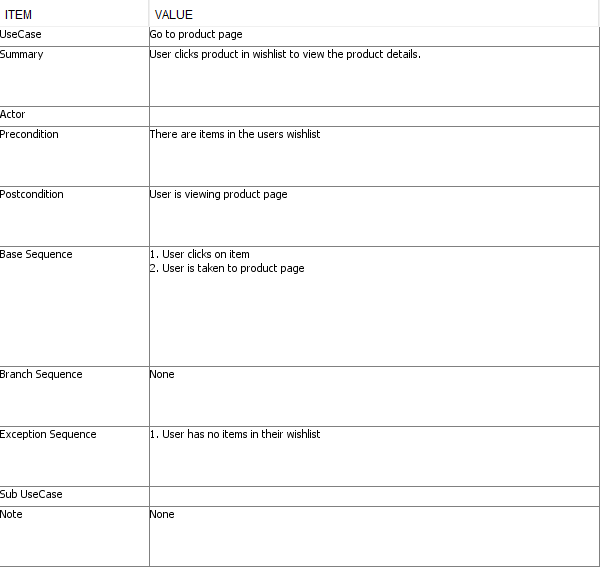 ITEM VALUE
UseCase Go to product page
Summary User clicks product in wishlist to view the product details.
Actor
Precondition There are items in the users wishlist
Postcondition User is viewing product page
Base Sequence 1. User clicks on item
2. User is taken to product page
Branch Sequence None
Exception Sequence 1. User has no items in their wishlist
Sub UseCase
Note None